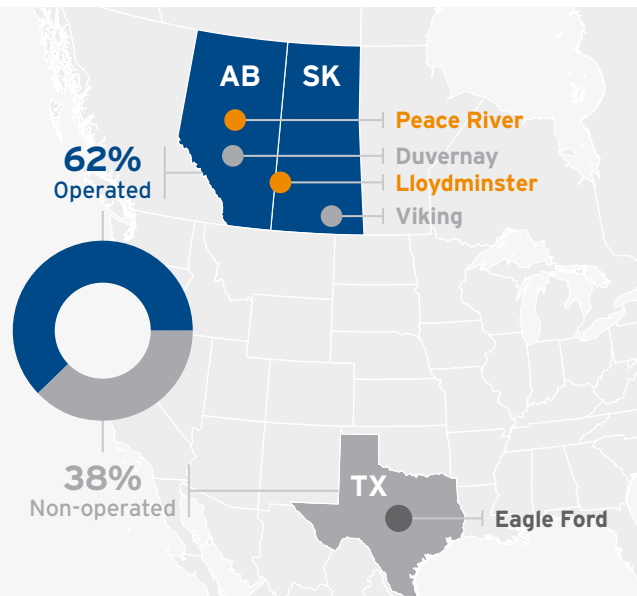 AB
SK
Peace River
Duvernay
Lloydminster
Viking
62%
Operated
38%
Non-operated
TX
Eagle Ford